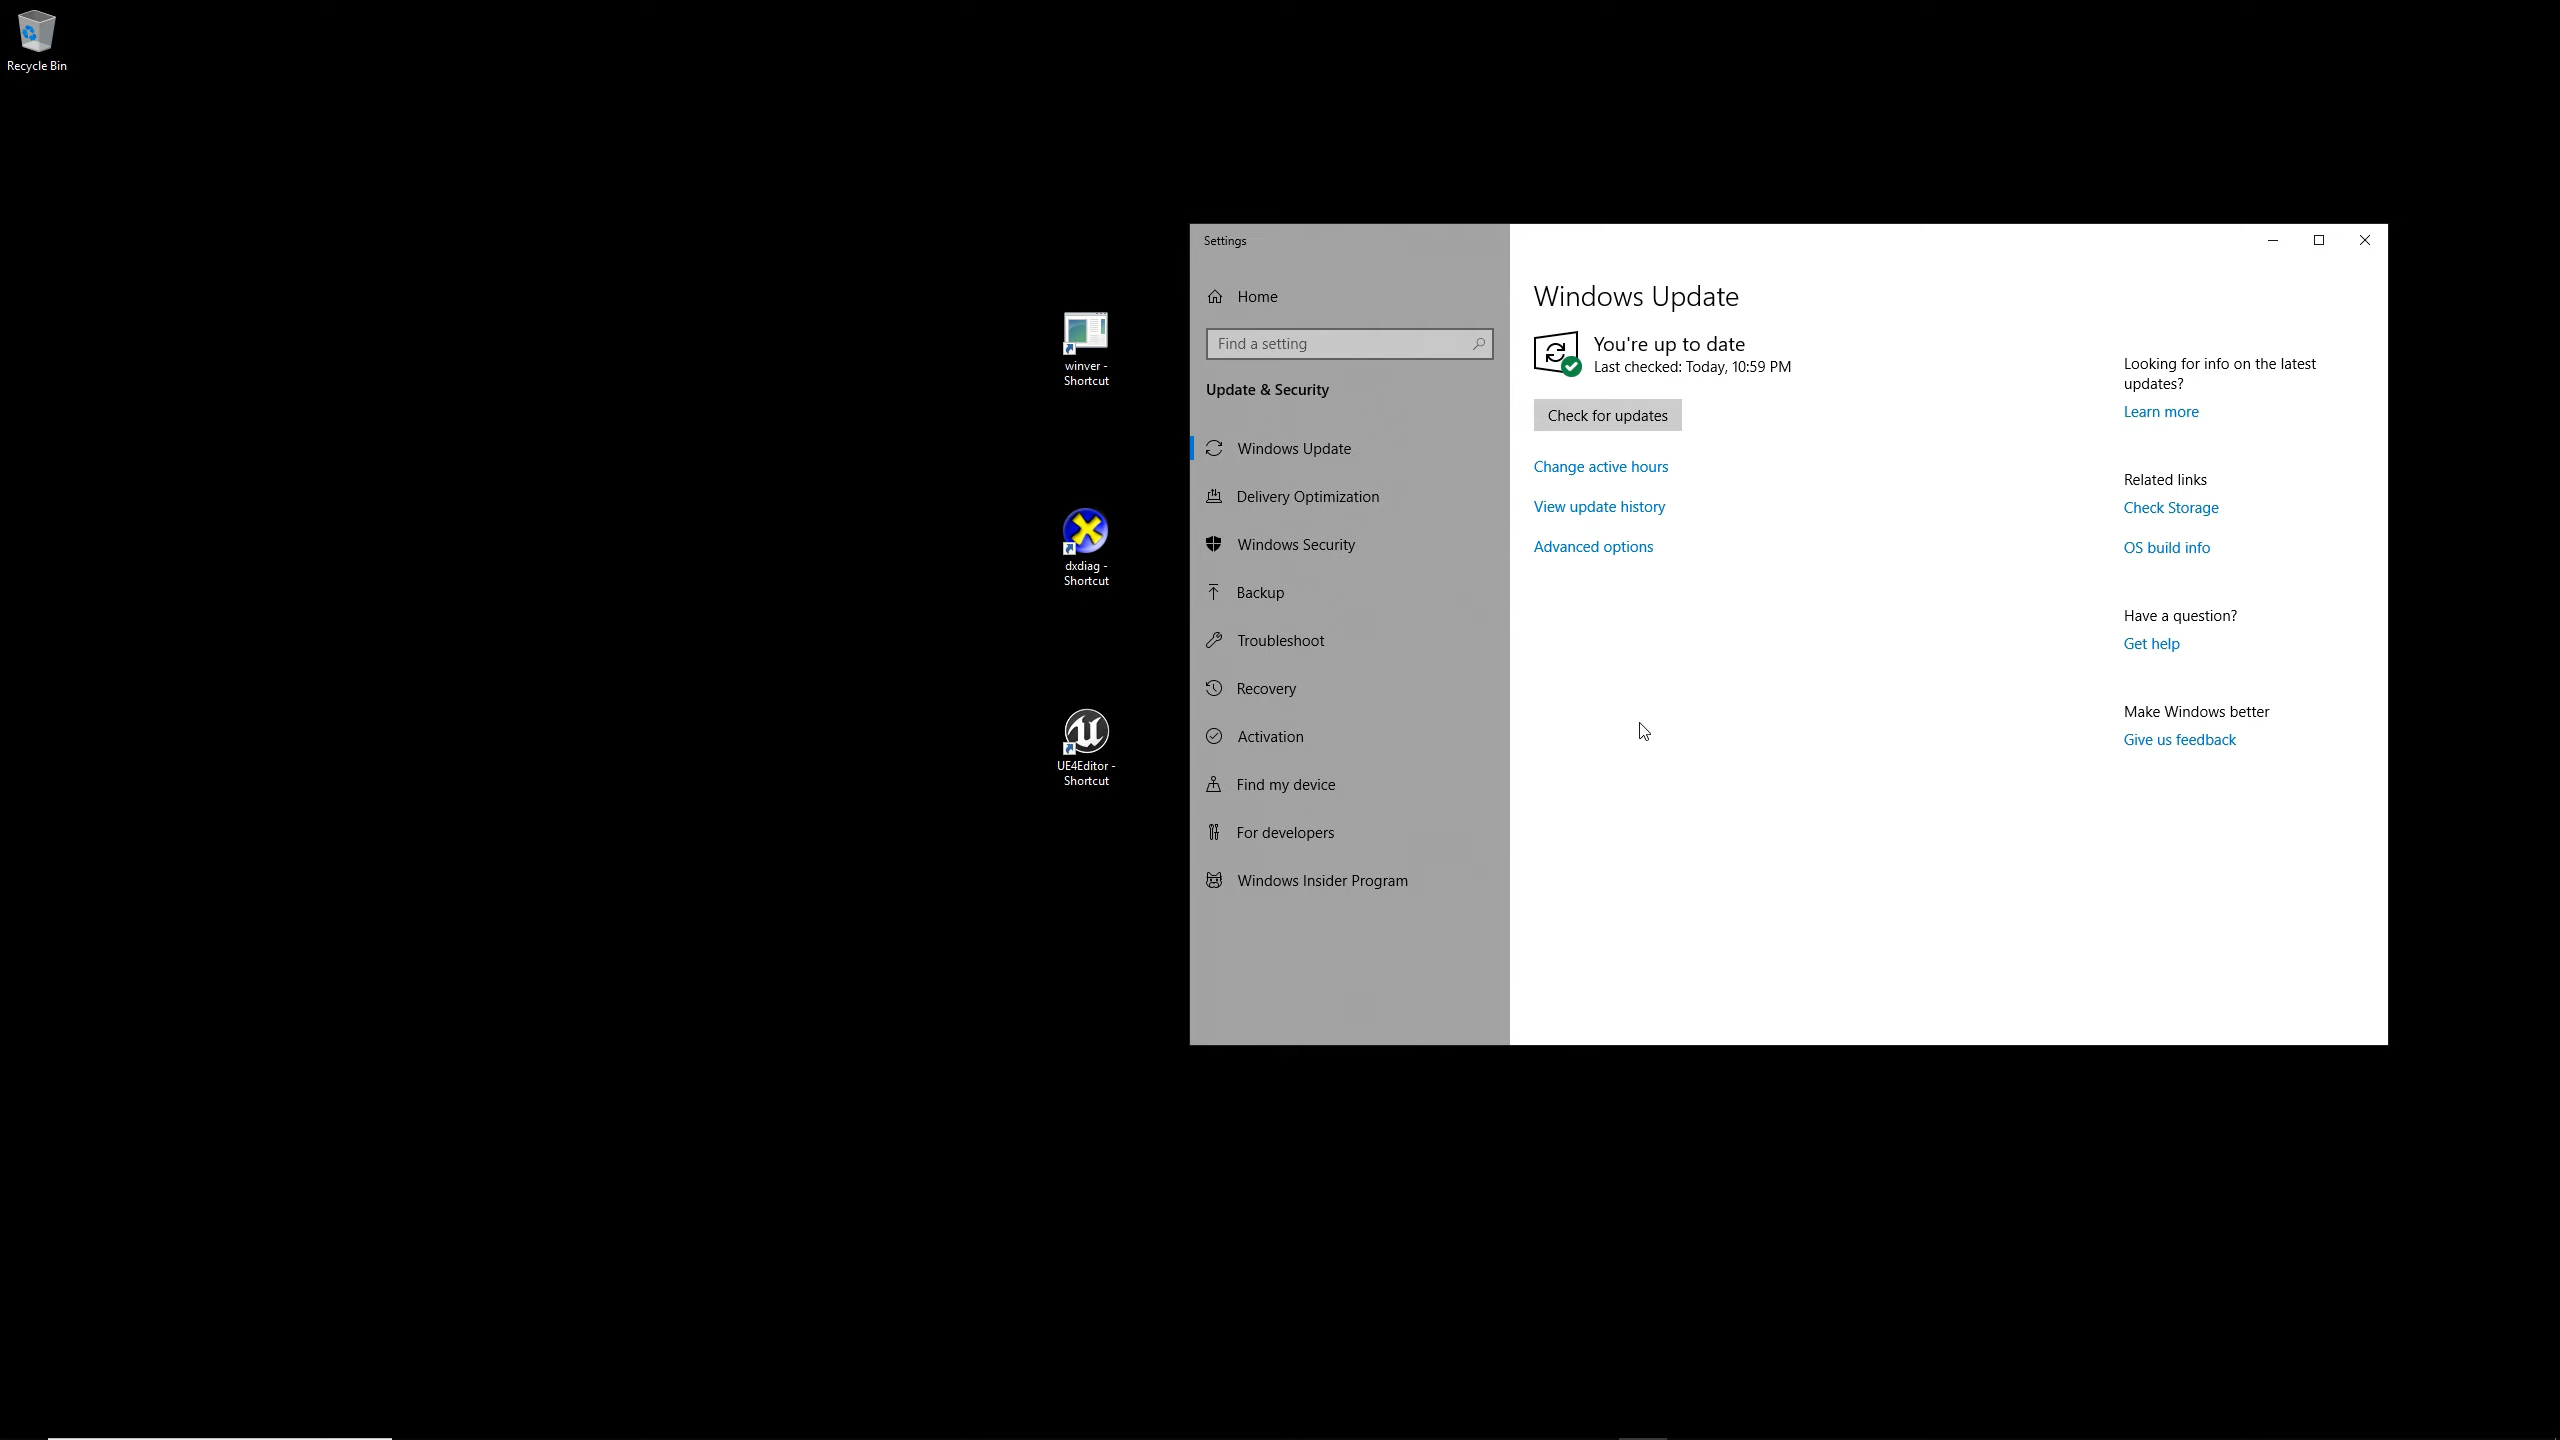 Recycle Bin
winver -
Shortcut
dxdiag -
Shortcut
UE4Editor -
Shortcut
Settings
Home
Find a setting
Update & Security
Windows Update
Delivery Optimization
Windows Security
Backup
Troubleshoot
Recovery
Activation
Find my device
For developers
Windows Insider Program
Windows Update
You're up to date
Last checked: Today, 10:59 PM
Check for updates
Change active hours
View update history
Advanced options
Looking for info on the latest
updates?
Learn more
Related links
Check Storage
OS build info
Have a question?
Get help
Make Windows better
Give us feedback